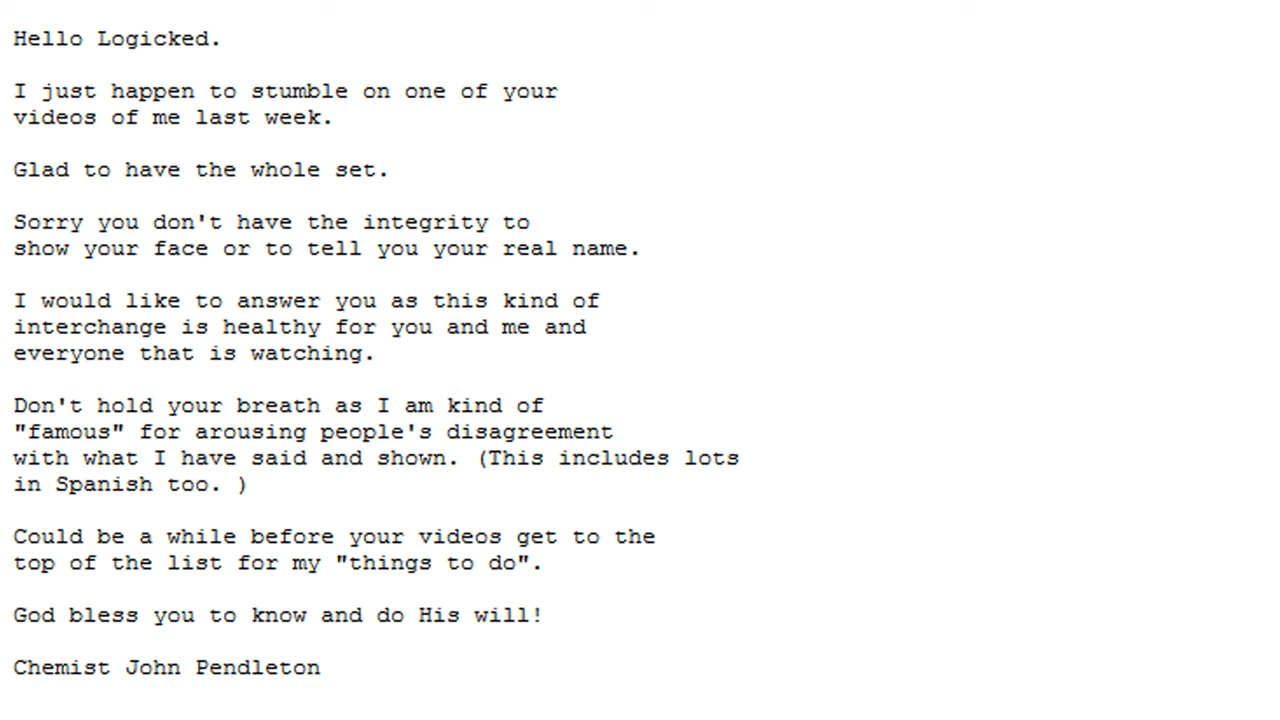 Hello Logicked.
I just happen to stumble on one of your
videos of me last week.
Glad to have the whole set.
Sorry you don't have the integrity to
show your face or to tell you your real name.
I would like to answer you as this kind of
interchange is healthy for you and me and
everyone that is watching.
Don't hold your breath as I am kind of
"famous" for arousing people's disagreement
with what I have said and shown. (This includes lots
in Spanish too. )
Could be a while before your videos get to the
top of the list for my "things to do".
God bless you to know and do His will!
Chemist John Pendleton